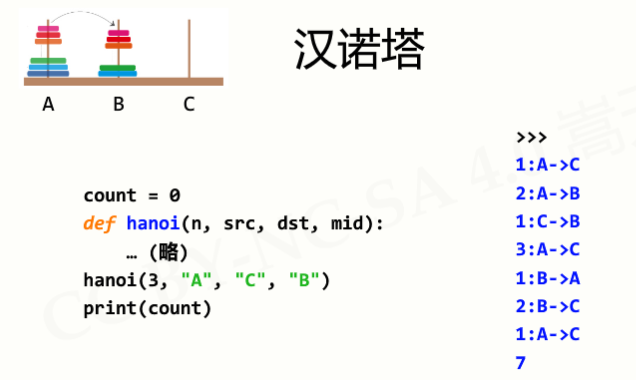 汉诺塔
A B C
count = 0
def hanoi(n, src, dst, mid):
… (略)
hanoi(3, "A", "C", "B")
print(count)
>>>
1:A->C
2:A->B
1:C->B
3:A->C
1:B->A
2:B->C
1:A->C
7
CC BY-NC-SA 4.0 嵩天